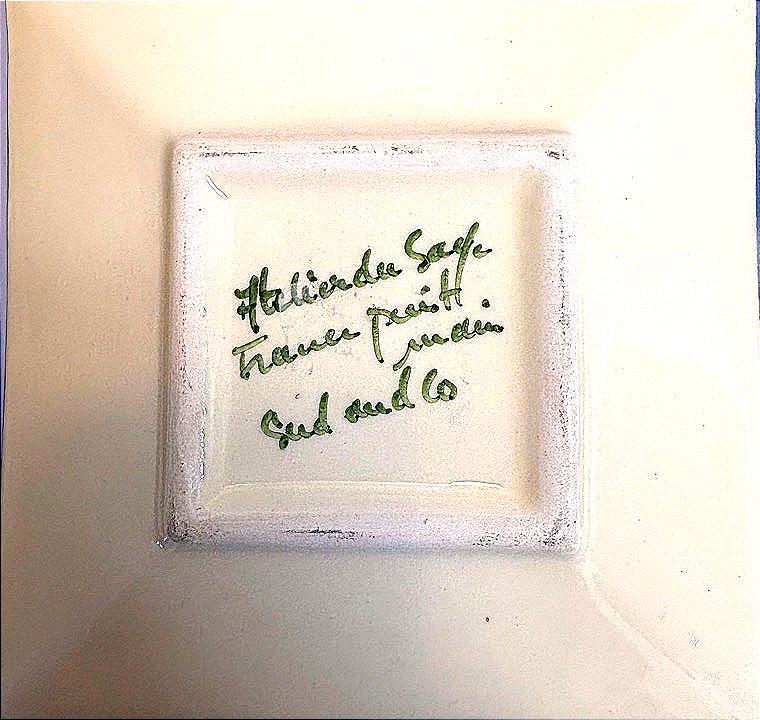 Atelier du Sage
France peint
main
Sud and Co